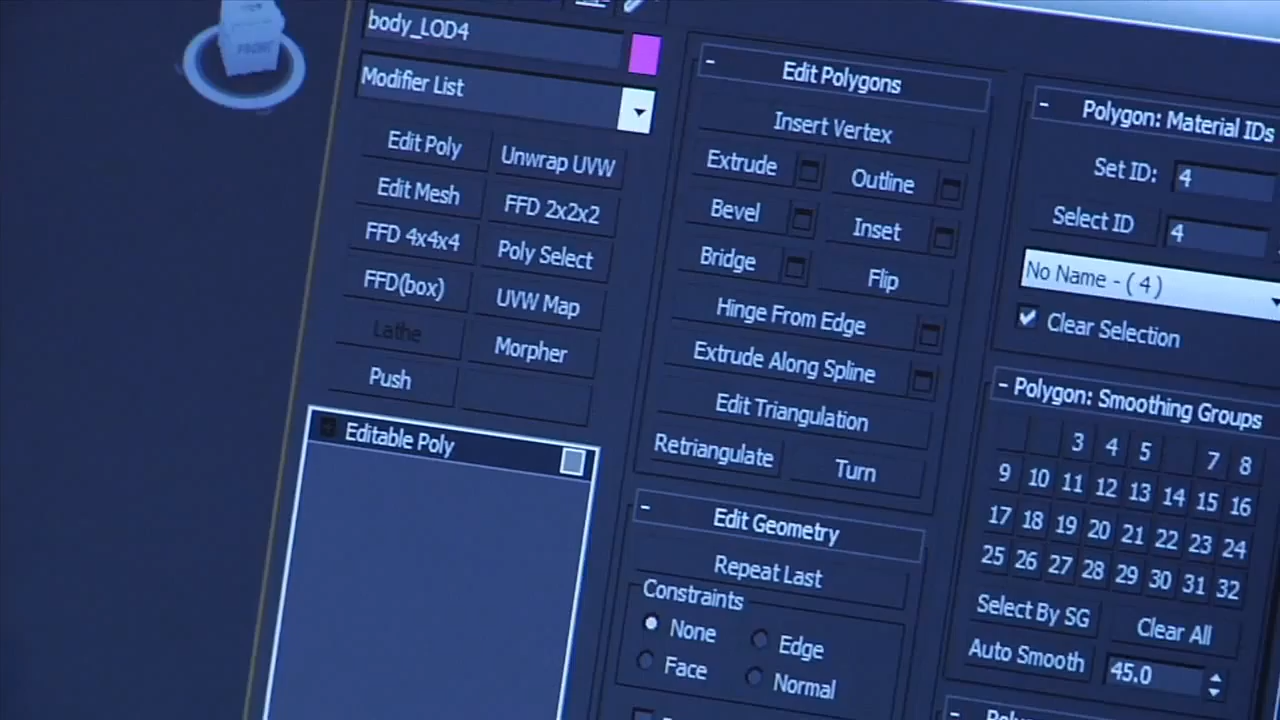 body_LOD4
Modifier List
Edit Poly
Unwrap UVW
Edit Mesh
FFD 2x2x2
FFD 4x4x4
Poly Select
FFD(box)
UVW Map
Lathe
Morpher
Push
Editable Poly
- Edit Polygons
Insert Vertex
Extrude
Outline
Bevel
Inset
Bridge
Flip
Hinge From Edge
Extrude Along Spline
Edit Triangulation
Retriangulate
Turn
- Edit Geometry
Repeat Last
Constraints
None
Edge
Face
Normal
- Polygon: Material IDs
Set ID: 4
Select ID 4
No Name - ( 4 )
Clear Selection
- Polygon: Smoothing Groups
3 4 5 7 8
9 10 11 12 13 14 15 16
17 18 19 20 21 22 23 24
25 26 27 28 29 30 31 32
Select By SG
Clear All
Auto Smooth 45.0